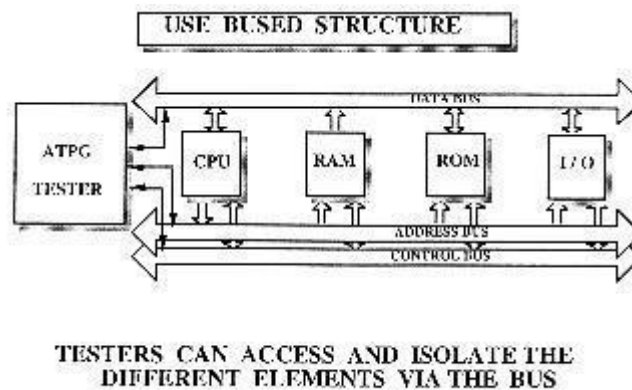 USE BUSED STRUCTURE
DATA BUS
ATPG
TESTER
CPU
RAM
ROM
I/O
ADDRESS BUS
CONTROL BUS
TESTERS CAN ACCESS AND ISOLATE THE
DIFFERENT ELEMENTS VIA THE BUS